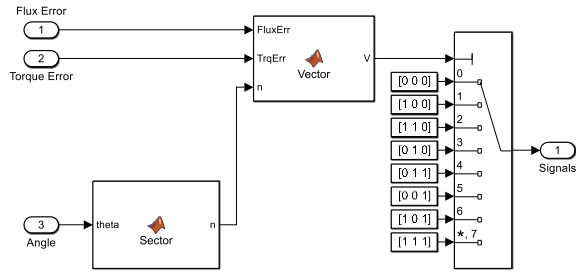 Flux Error
1
2
Torque Error
FluxErr
TrqErr
n
V
Vector
3
Angle
theta
n
Sector
[0 0 0]
[1 0 0]
[1 1 0]
[0 1 0]
[0 1 1]
[0 0 1]
[1 0 1]
[1 1 1]
0
1
2
3
4
5
6
*, 7
1
Signals